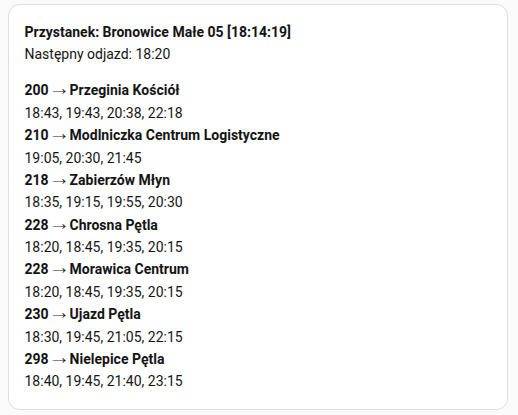 Przystanek: Bronowice Małe 05 [18:14:19]
Następny odjazd: 18:20
200 → Przeginia Kościół
18:43, 19:43, 20:38, 22:18
210 → Modlniczka Centrum Logistyczne
19:05, 20:30, 21:45
218 → Zabierzów Młyn
18:35, 19:15, 19:55, 20:30
228 → Chrosna Pętla
18:20, 18:45, 19:35, 20:15
228 → Morawica Centrum
18:20, 18:45, 19:35, 20:15
230 → Ujazd Pętla
18:30, 19:45, 21:05, 22:15
298 → Nielepice Pętla
18:40, 19:45, 21:40, 23:15